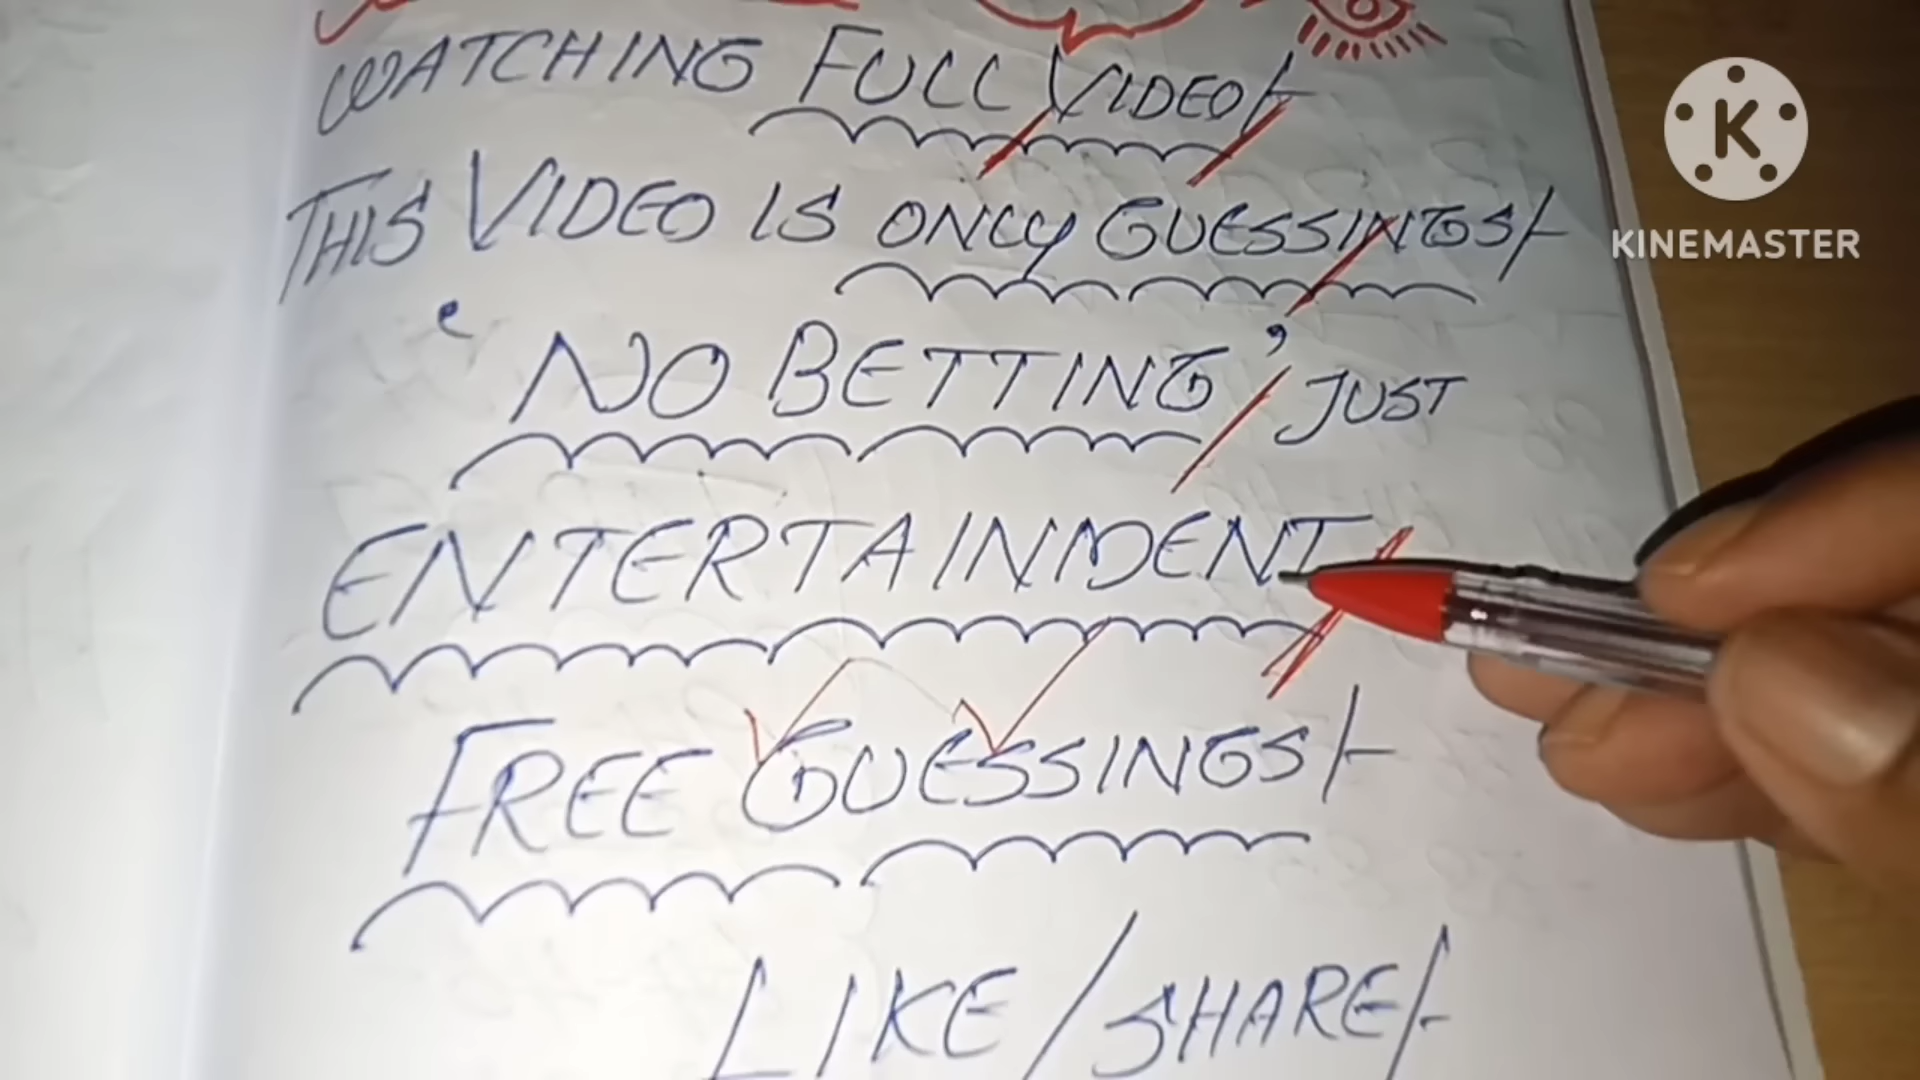 WATCHING FULL VIDEO/-
THIS VIDEO IS ONLY GUESSINGS/-
'NO BETTING' JUST
ENTERTAINMENT
FREE GUESSINGS/-
LIKE/SHARE/-
K
KINEMASTER